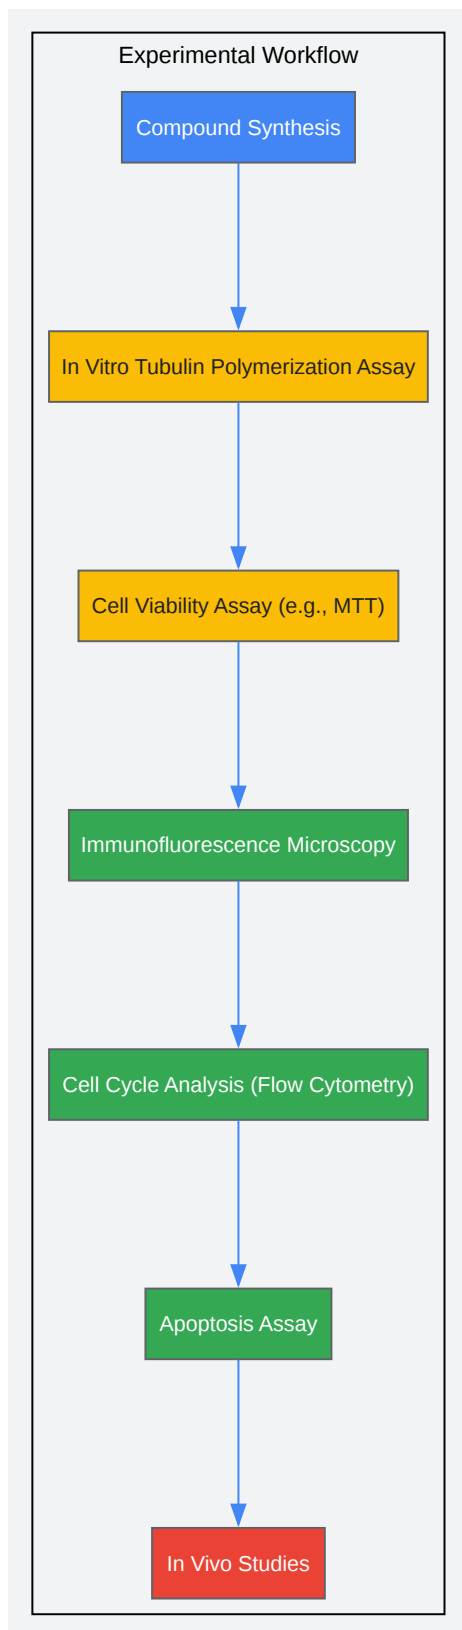 Experimental Workflow
Compound Synthesis
In Vitro Tubulin Polymerization Assay
Cell Viability Assay (e.g., MTT)
Immunofluorescence Microscopy
Cell Cycle Analysis (Flow Cytometry)
Apoptosis Assay
In Vivo Studies